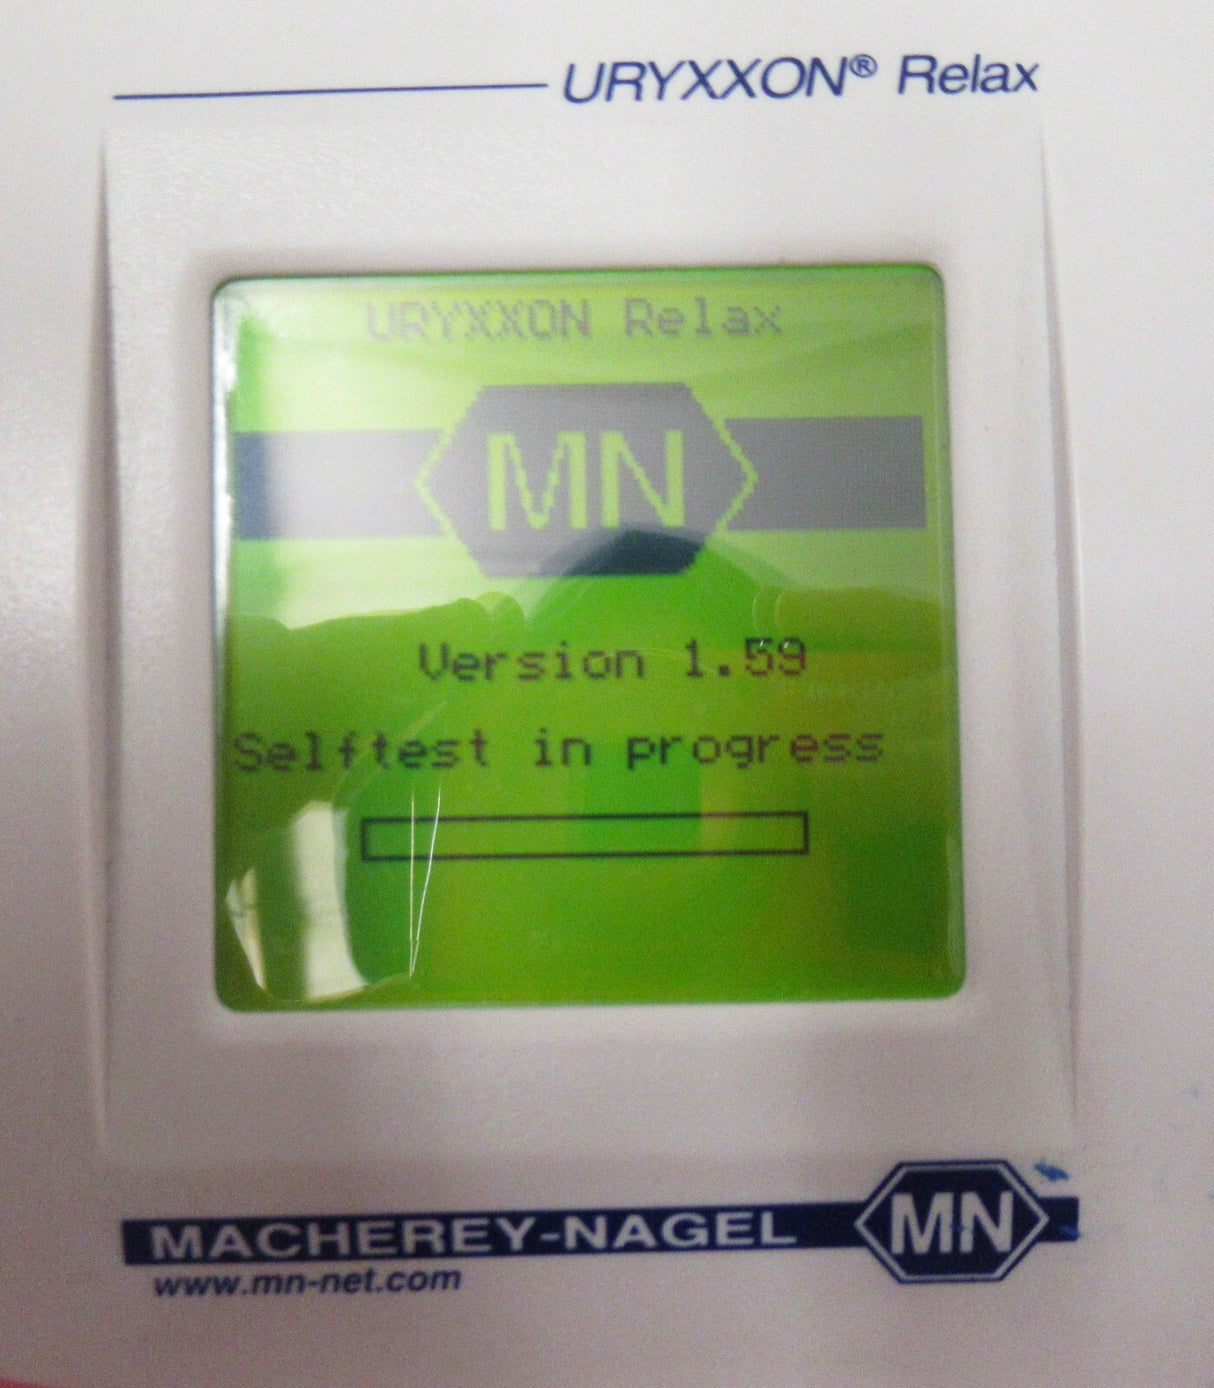 URYXXON® Relax
URYXXON Relax
MN
Version 1.59
Selftest in progress
MACHEREY-NAGEL MN
www.mn-net.com